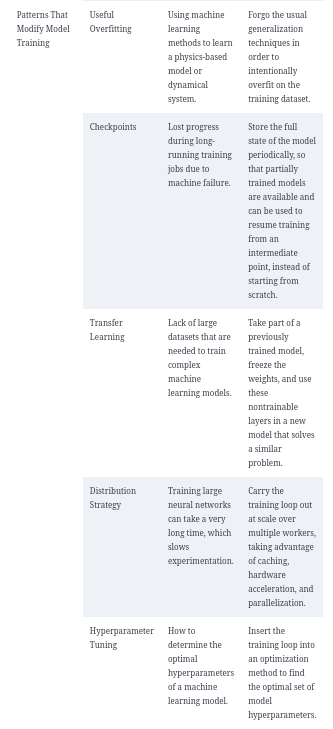 Patterns That
Modify Model
Training
Useful
Overfitting
Using machine
learning
methods to learn
a physics-based
model or
dynamical
system.
Forgo the usual
generalization
techniques in
order to
intentionally
overfit on the
training dataset.
Checkpoints
Lost progress
during long-
running training
jobs due to
machine failure.
Store the full
state of the model
periodically, so
that partially
trained models
are available and
can be used to
resume training
from an
intermediate
point, instead of
starting from
scratch.
Transfer
Learning
Lack of large
datasets that are
needed to train
complex
machine
learning models.
Take part of a
previously
trained model,
freeze the
weights, and use
these
nontrainable
layers in a new
model that solves
a similar
problem.
Distribution
Strategy
Training large
neural networks
can take a very
long time, which
slows
experimentation.
Carry the
training loop out
at scale over
multiple workers,
taking advantage
of caching,
hardware
acceleration, and
parallelization.
Hyperparameter
Tuning
How to
determine the
optimal
hyperparameters
of a machine
learning model.
Insert the
training loop into
an optimization
method to find
the optimal set of
model
hyperparameters.